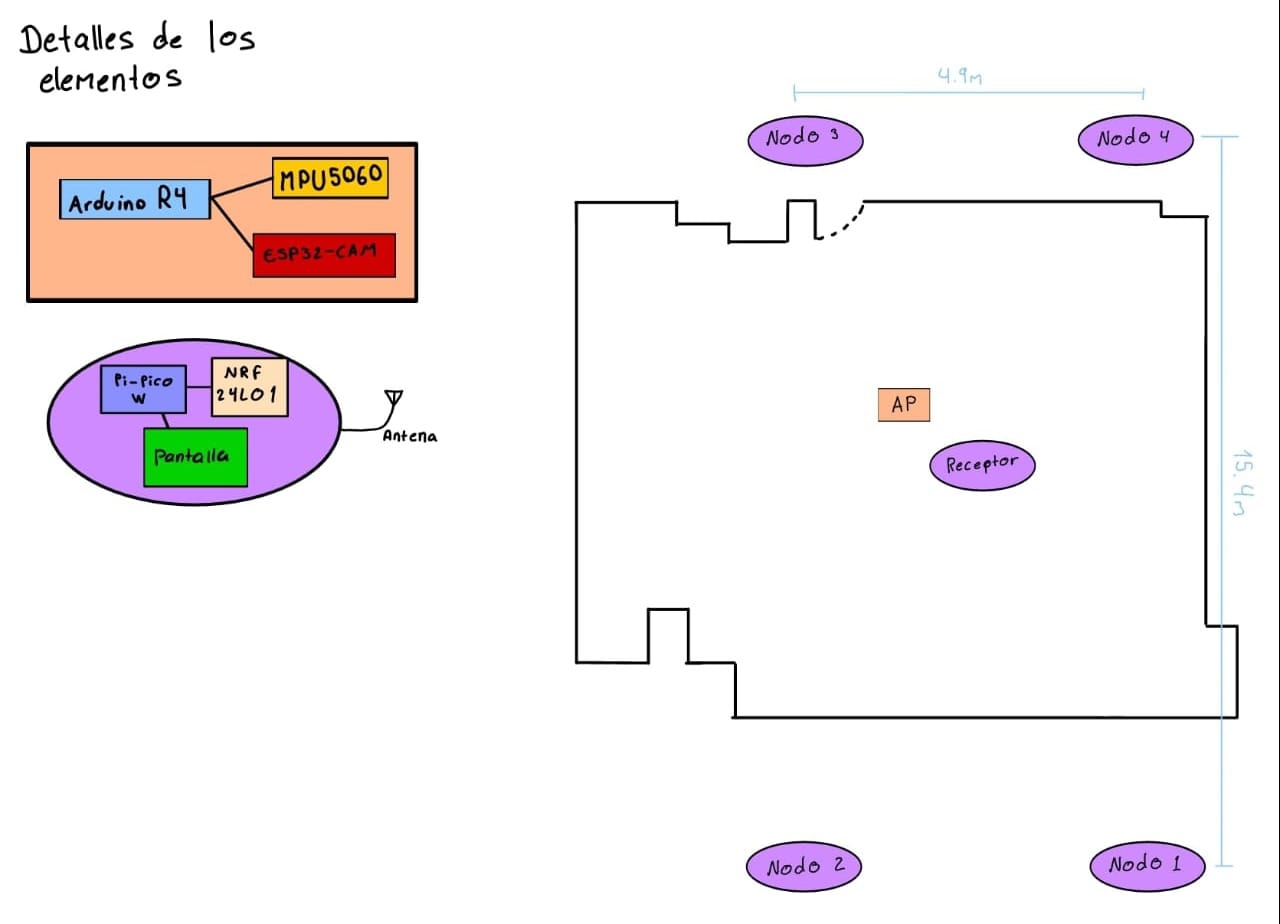 Detalles de los
elementos
Arduino R4
MPU5060
ESP32-CAM
Pi-Pico
W
NRF
24L01
Pantalla
Antena
4.9m
Nodo 3
Nodo 4
AP
Receptor
15.4m
Nodo 2
Nodo 1